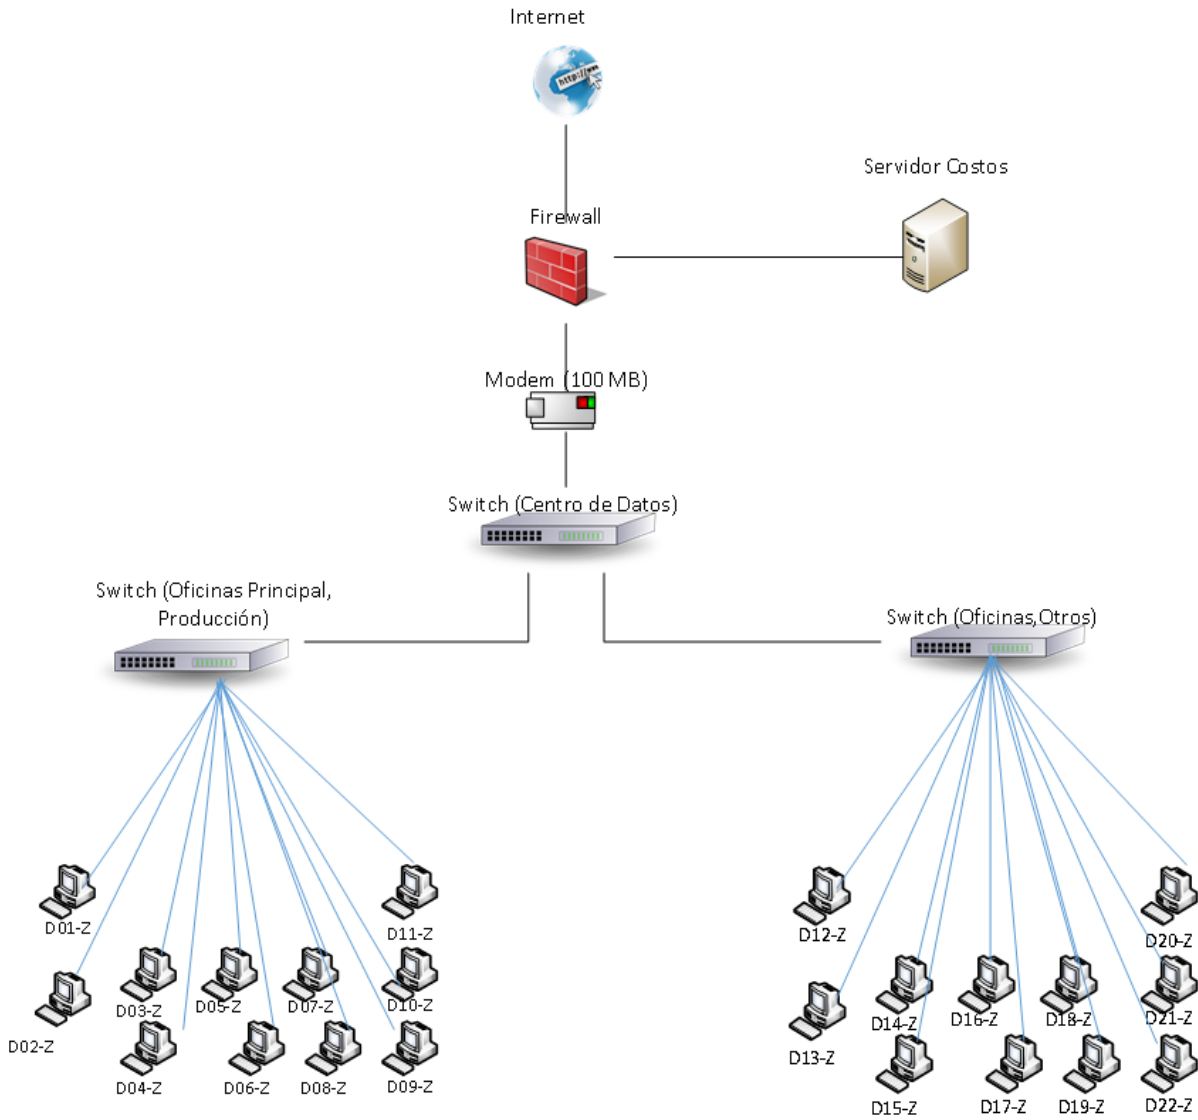 Internet
http://www
Servidor Costos
Firewall
Modem (100 MB)
Switch (Centro de Datos)
Switch (Oficinas Principal,
Producción)
Switch (Oficinas,Otros)
D01-Z
D11-Z
D12-Z
D20-Z
D03-Z
D05-Z
D07-Z
D10-Z
D14-Z
D16-Z
D18-Z
D21-Z
D02-Z
D13-Z
D04-Z
D06-Z
D08-Z
D09-Z
D15-Z
D17-Z
D19-Z
D22-Z